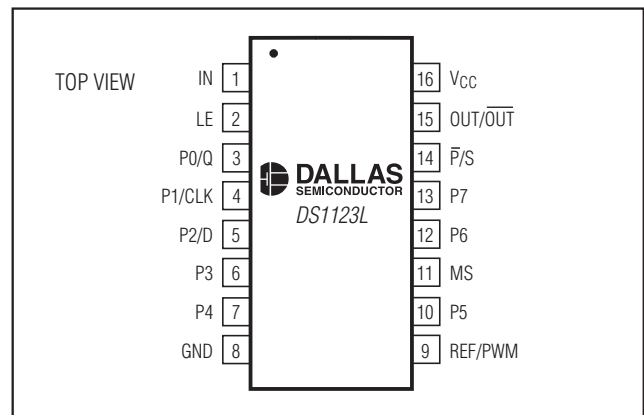 TOP VIEW
IN 1
LE 2
P0/Q 3
P1/CLK 4
P2/D 5
P3 6
P4 7
GND 8
DALLAS
SEMICONDUCTOR
DS1123L
16 VCC
15 OUT/O̅U̅T̅
14 P̅/S
13 P7
12 P6
11 MS
10 P5
9 REF/PWM